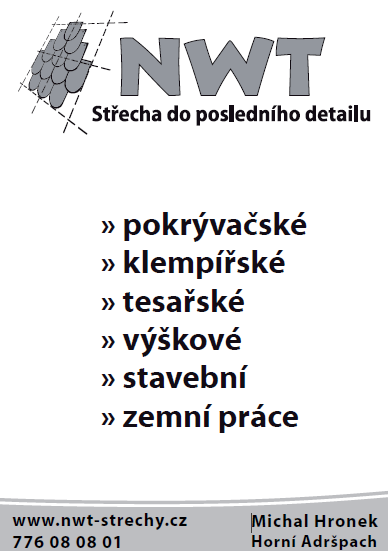 NWT
Střecha do posledního detailu
» pokrývačské
» klempířské
» tesařské
» výškové
» stavební
» zemní práce
www.nwt-strechy.cz
776 08 08 01
Michal Hronek
Horní Adršpach